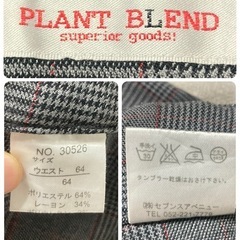 PLANT BLEND
superior goods!
NO. 30526
サイズ
ウエスト 64
64
ポリエステル 64%
レーヨン 34%
タンブラー乾燥はお避け下さい
㈱セブンスアベニュー